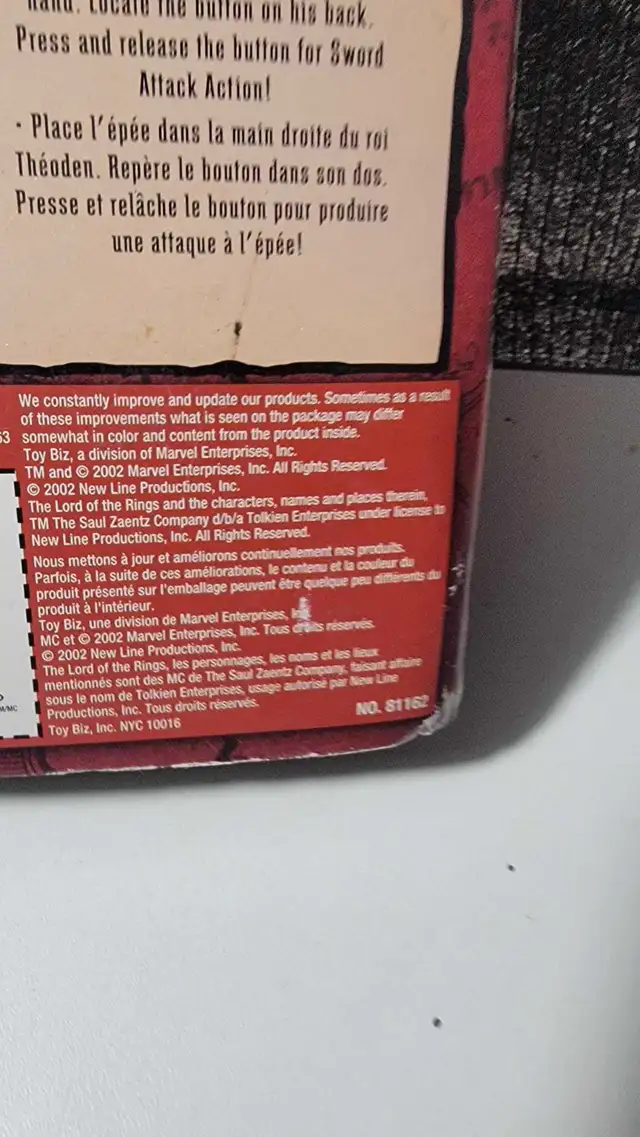 hand. Locate the button on his back.
Press and release the button for Sword
Attack Action!
· Place l'épée dans la main droite du roi
Théoden. Repère le bouton dans son dos.
Presse et relâche le bouton pour produire
une attaque à l'épée!
We constantly improve and update our products. Sometimes as a result
of these improvements what is seen on the package may differ
63 somewhat in color and content from the product inside.
Toy Biz, a division of Marvel Enterprises, Inc.
TM and © 2002 Marvel Enterprises, Inc. All Rights Reserved.
© 2002 New Line Productions, Inc.
The Lord of the Rings and the characters, names and places therein,
TM The Saul Zaentz Company d/b/a Tolkien Enterprises under license to
New Line Productions, Inc. All Rights Reserved.
Nous mettons à jour et améliorons continuellement nos produits.
Parfois, à la suite de ces améliorations, le contenu et la couleur du
produit présenté sur l'emballage peuvent être quelque peu différents du
produit à l'intérieur.
Toy Biz, une division de Marvel Enterprises,
MC et © 2002 Marvel Enterprises, Inc. Tous droits réservés.
© 2002 New Line Productions, Inc.
The Lord of the Rings, les personnages, les noms et les lieux
mentionnés sont des MC de The Saul Zaentz Company, faisant affaire
sous le nom de Tolkien Enterprises, usage autorisé par New Line
Productions, Inc. Tous droits réservés.
M/MC
NO. 81162
Toy Biz, Inc. NYC 10016